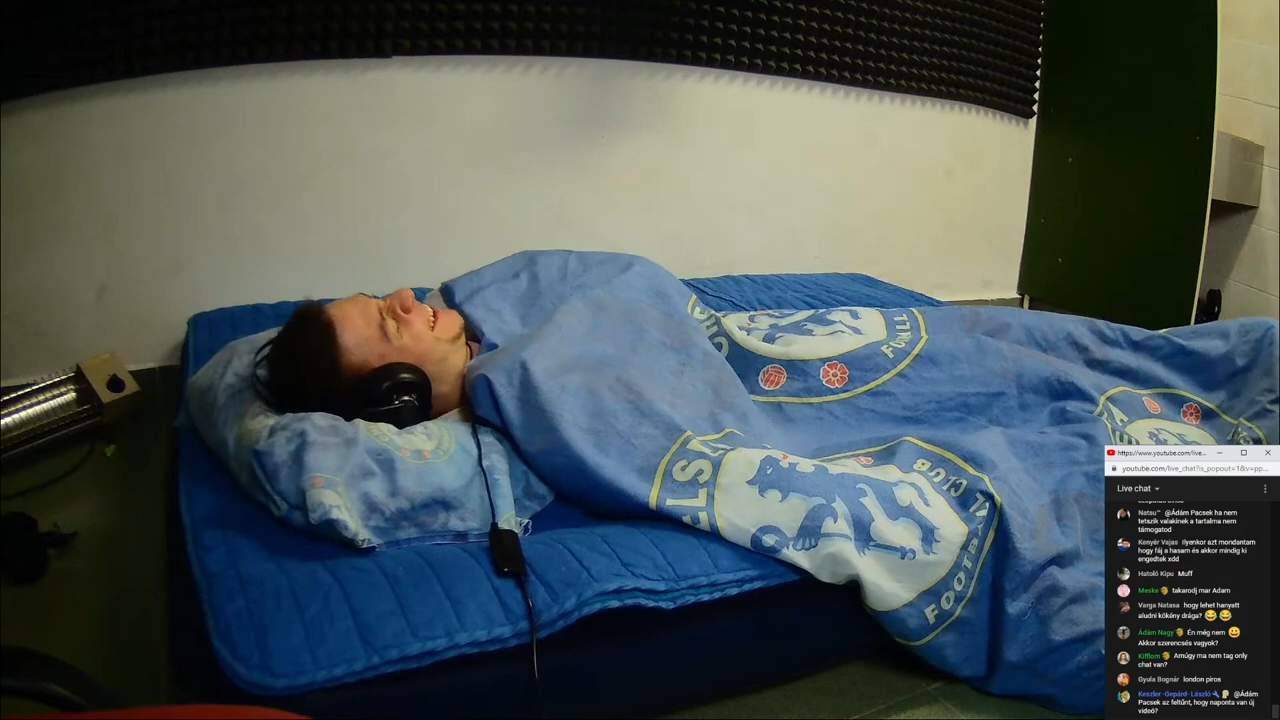 FOOTBALL
ELSEA
FOOTBALL CLUB
https://www.youtube.com/live...
youtube.com/live_chat?is_popout=1&v=pp...
Live chat
Natsu™ @Ádám Pacsek ha nem
tetszik valakinek a tartalma nem
támogatod
Kenyér Vajas Ilyenkor azt mondantam
hogy fáj a hasam és akkor mindig ki
engedtek xdd
Hatoló Kipu Muff
Meske takarodj mar Adam
Varga Natasa hogy lehet hanyatt
aludni kökény drága? 😂😂
Ádám Nagy Én még nem 😀
Akkor szerencsés vagyok?
Kifflom Amúgy ma nem tag only
chat van?
Gyula Bognár london piros
Keszler -Gepárd- László @Ádám
Pacsek az feltűnt, hogy naponta van új
videó?